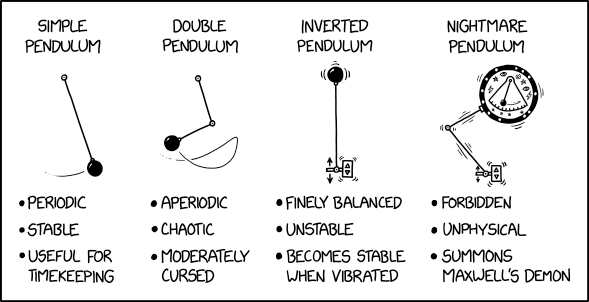 SIMPLE
PENDULUM
• PERIODIC
• STABLE
• USEFUL FOR
TIMEKEEPING
DOUBLE
PENDULUM
• APERIODIC
• CHAOTIC
• MODERATELY
CURSED
INVERTED
PENDULUM
• FINELY BALANCED
• UNSTABLE
• BECOMES STABLE
WHEN VIBRATED
NIGHTMARE
PENDULUM
• FORBIDDEN
• UNPHYSICAL
• SUMMONS
MAXWELL'S DEMON